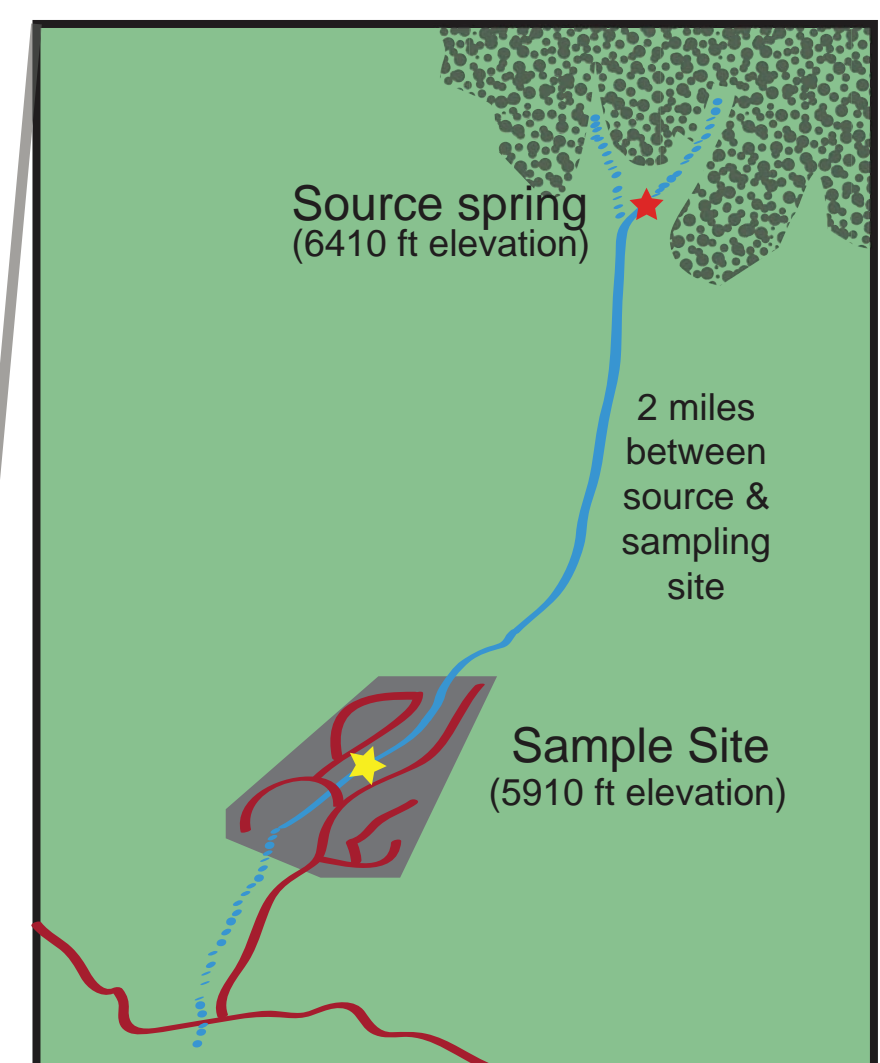 Source spring
(6410 ft elevation)
2 miles
between
source &
sampling
site
Sample Site
(5910 ft elevation)